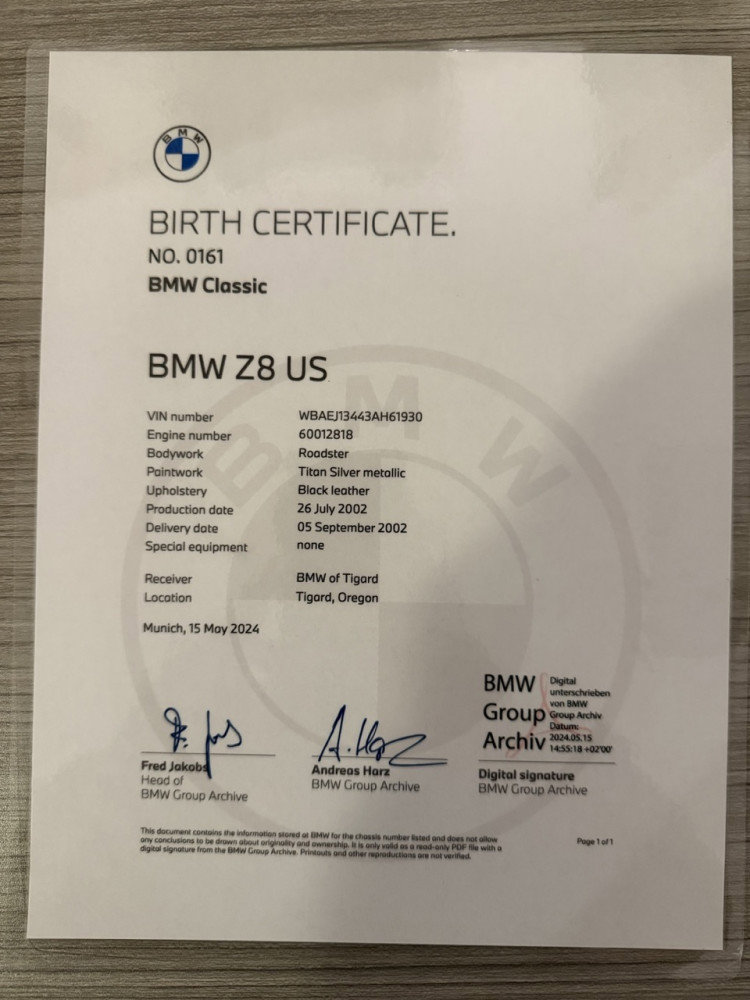 BMW
BIRTH CERTIFICATE.
NO. 0161
BMW Classic
BMW Z8 US
BMW
VIN number WBAEJ13443AH61930
Engine number 60012818
Bodywork Roadster
Paintwork Titan Silver metallic
Upholstery Black leather
Production date 26 July 2002
Delivery date 05 September 2002
Special equipment none
Receiver BMW of Tigard
Location Tigard, Oregon
Munich, 15 May 2024
A. Harz
Fred Jakobs
Head of
BMW Group Archive
Andreas Harz
BMW Group Archive
BMW
Group
Archiv
Digital
unterschrieben
von BMW
Group Archiv
Datum:
2024.05.15
14:55:18 +02'00'
Digital signature
BMW Group Archive
This document contains the information stored at BMW for the chassis number listed and does not allow
any conclusions to be drawn about originality and ownership. It is only valid as a read-only PDF file with a
digital signature from the BMW Group Archive. Printouts and other reproductions are not verified.
Page 1 of 1